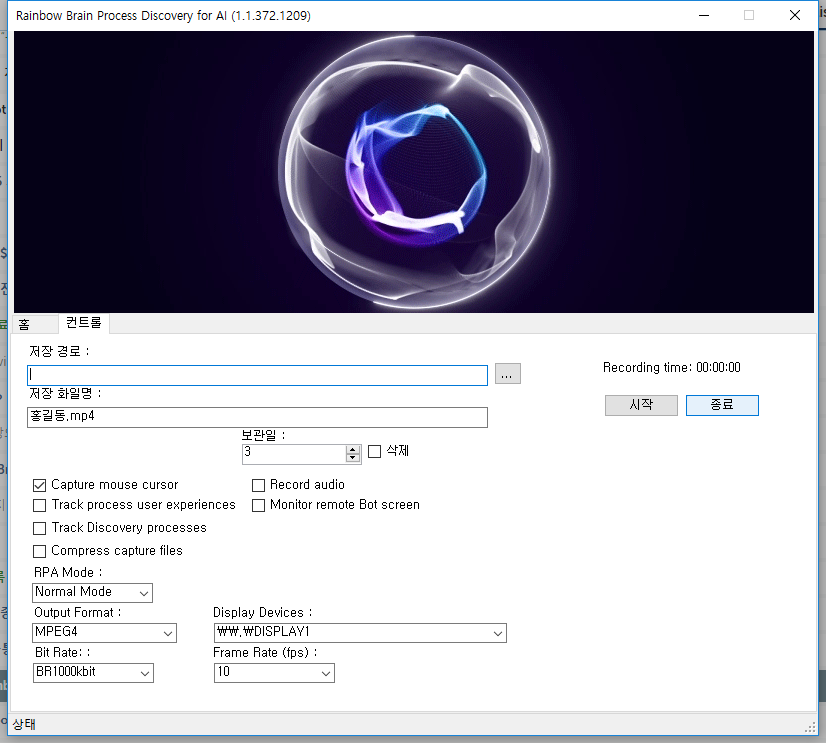 Rainbow Brain Process Discovery for AI (1.1.372.1209)
홈 컨트롤
저장 경로 :
...
Recording time: 00:00:00
저장 화일명 :
시작 종료
홍길동.mp4
보관일 :
3 삭제
Capture mouse cursor Record audio
Track process user experiences Monitor remote Bot screen
Track Discovery processes
Compress capture files
RPA Mode :
Normal Mode
Output Format : Display Devices :
MPEG4 ₩₩.₩DISPLAY1
Bit Rate: : Frame Rate (fps) :
BR1000kbit 10
상태